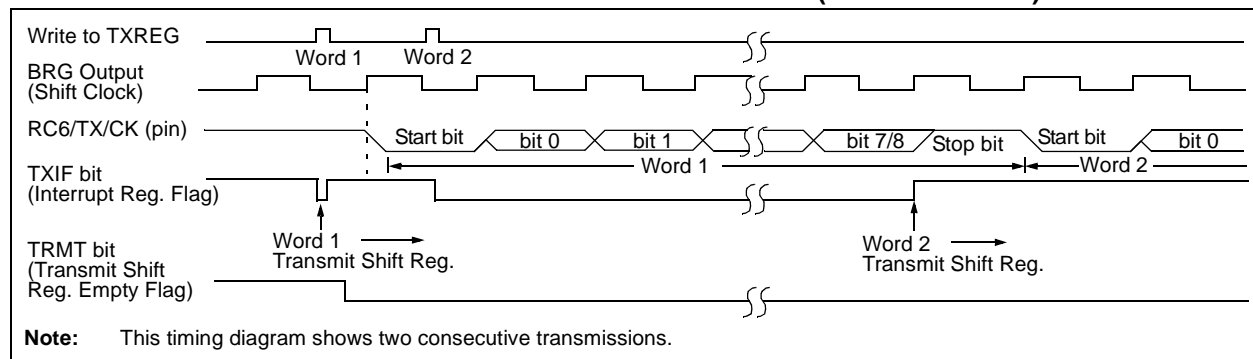 Write to TXREG
Word 1
Word 2
BRG Output
(Shift Clock)
RC6/TX/CK (pin)
Start bit
bit 0
bit 1
bit 7/8
Stop bit
Start bit
bit 0
Word 1
Word 2
TXIF bit
(Interrupt Reg. Flag)
Word 1
Transmit Shift Reg.
Word 2
Transmit Shift Reg.
TRMT bit
(Transmit Shift
Reg. Empty Flag)
Note: This timing diagram shows two consecutive transmissions.